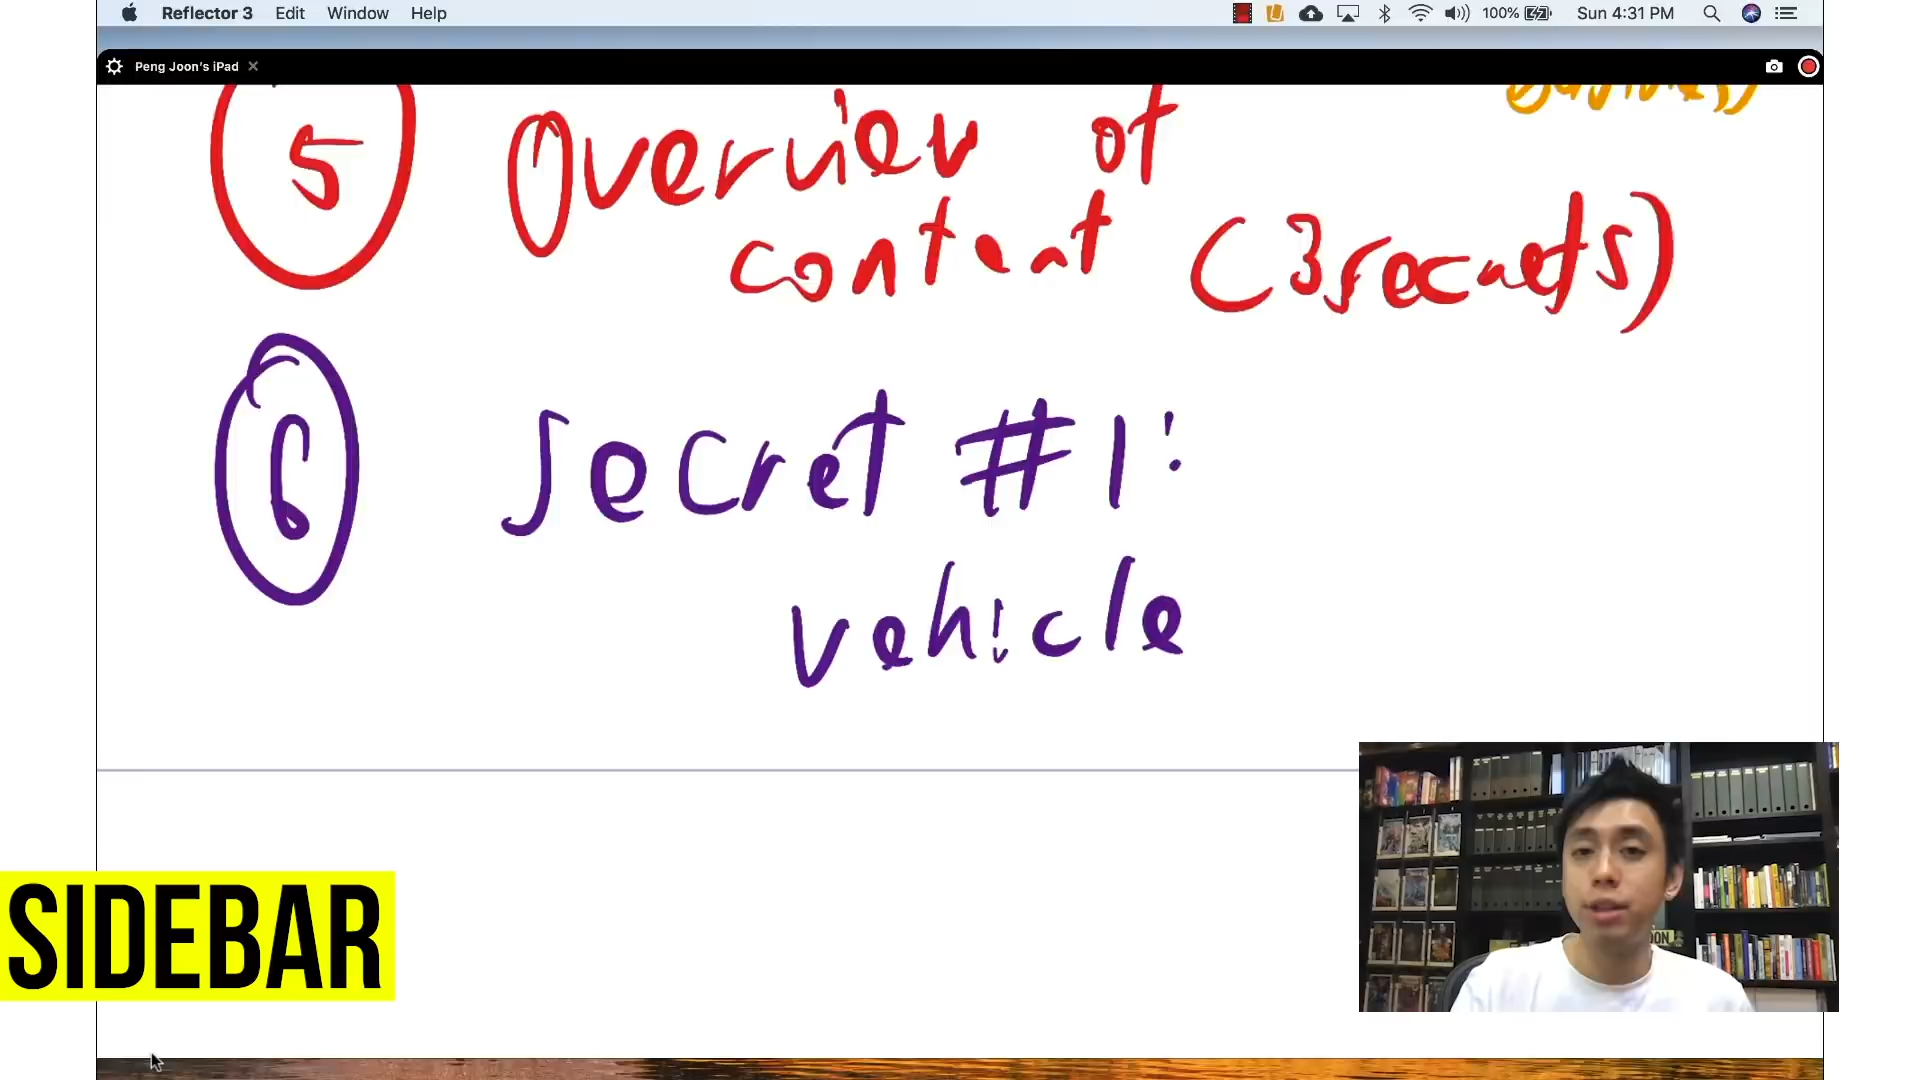 Reflector 3 Edit Window Help 100% Sun 4:31 PM
Peng Joon's iPad
5 Overview of
content (3 secrets)
6 Secret #1:
vehicle
SIDEBAR